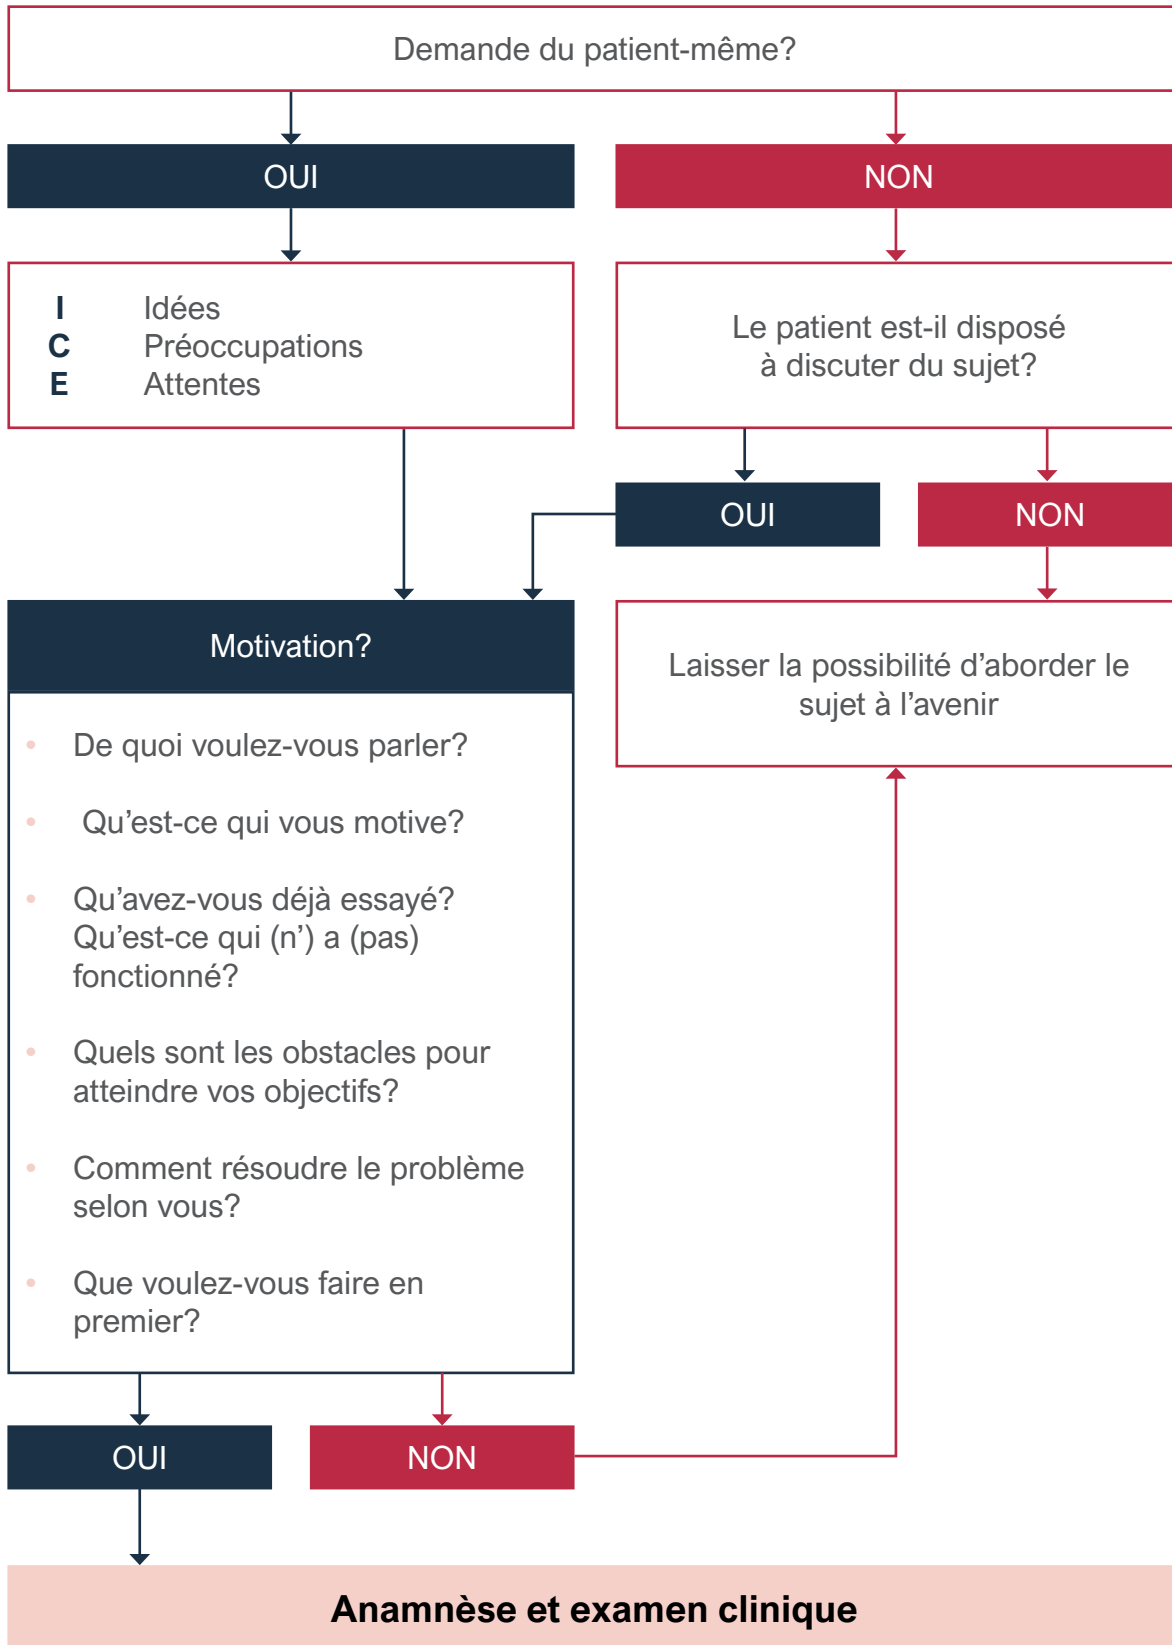 Demande du patient-même?
OUI
NON
I Idées
C Préoccupations
E Attentes
Le patient est-il disposé
à discuter du sujet?
OUI
NON
Motivation?
Laisser la possibilité d’aborder le
sujet à l’avenir
• De quoi voulez-vous parler?
• Qu’est-ce qui vous motive?
• Qu’avez-vous déjà essayé?
Qu’est-ce qui (n’) a (pas)
fonctionné?
• Quels sont les obstacles pour
atteindre vos objectifs?
• Comment résoudre le problème
selon vous?
• Que voulez-vous faire en
premier?
OUI
NON
Anamnèse et examen clinique